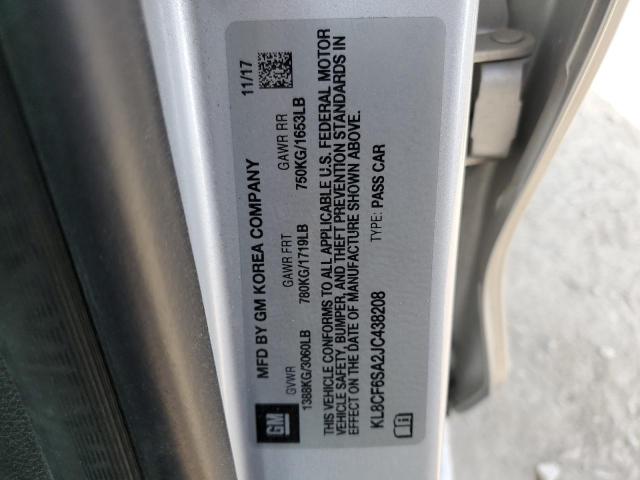 GM MFD BY GM KOREA COMPANY 11/17
GVWR GAWR FRT GAWR RR
1388KG/3060LB 780KG/1719LB 750KG/1653LB
THIS VEHICLE CONFORMS TO ALL APPLICABLE U.S. FEDERAL MOTOR
VEHICLE SAFETY, BUMPER, AND THEFT PREVENTION STANDARDS IN
EFFECT ON THE DATE OF MANUFACTURE SHOWN ABOVE.
KL8CF6SA2JC438208 TYPE: PASS CAR